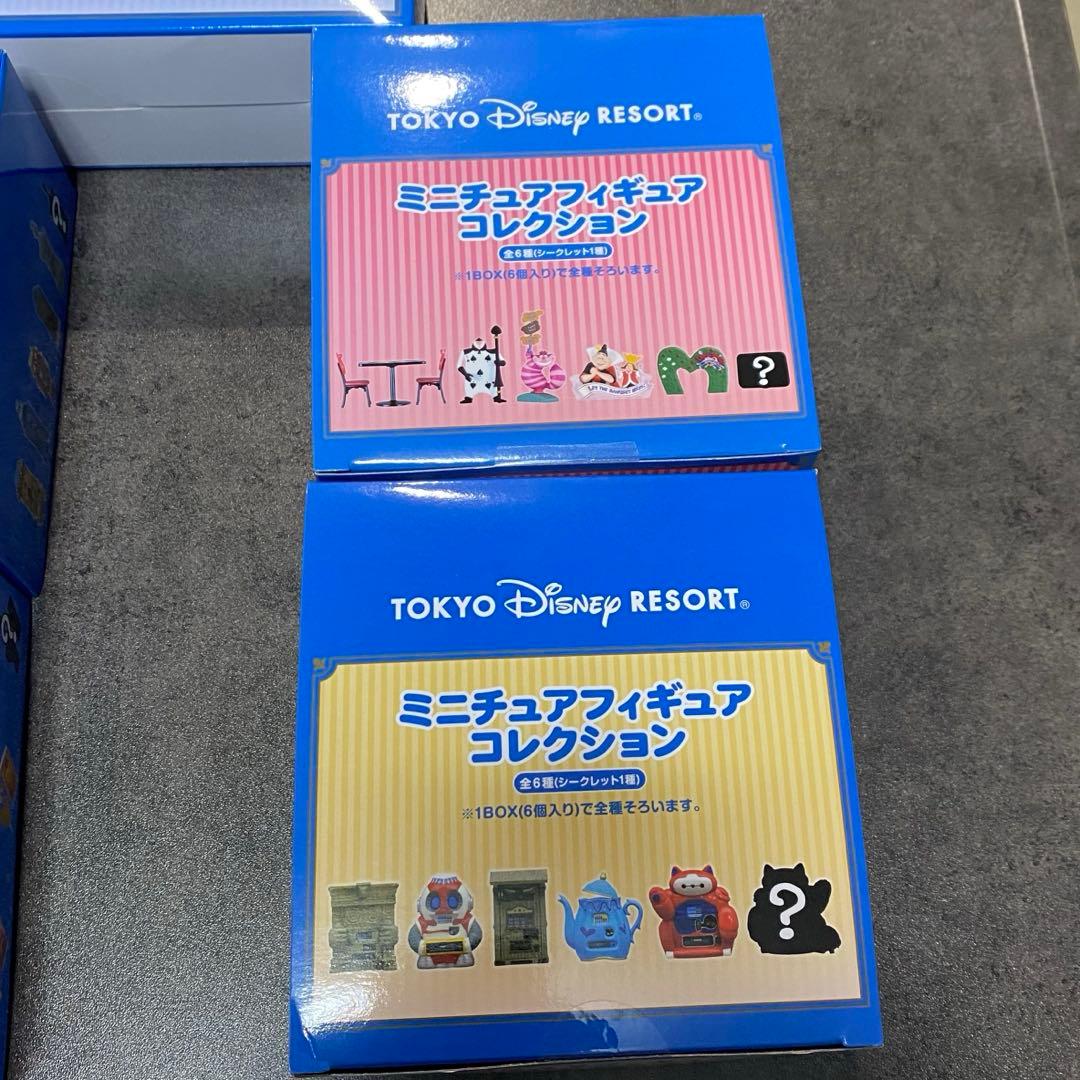 TOKYO Disney RESORT®
ミニチュアフィギュア
コレクション
全6種(シークレット1種)
※1BOX(6個入り)で全種そろいます。
?
TOKYO Disney RESORT®
ミニチュアフィギュア
コレクション
全6種(シークレット1種)
※1BOX(6個入り)で全種そろいます。
?